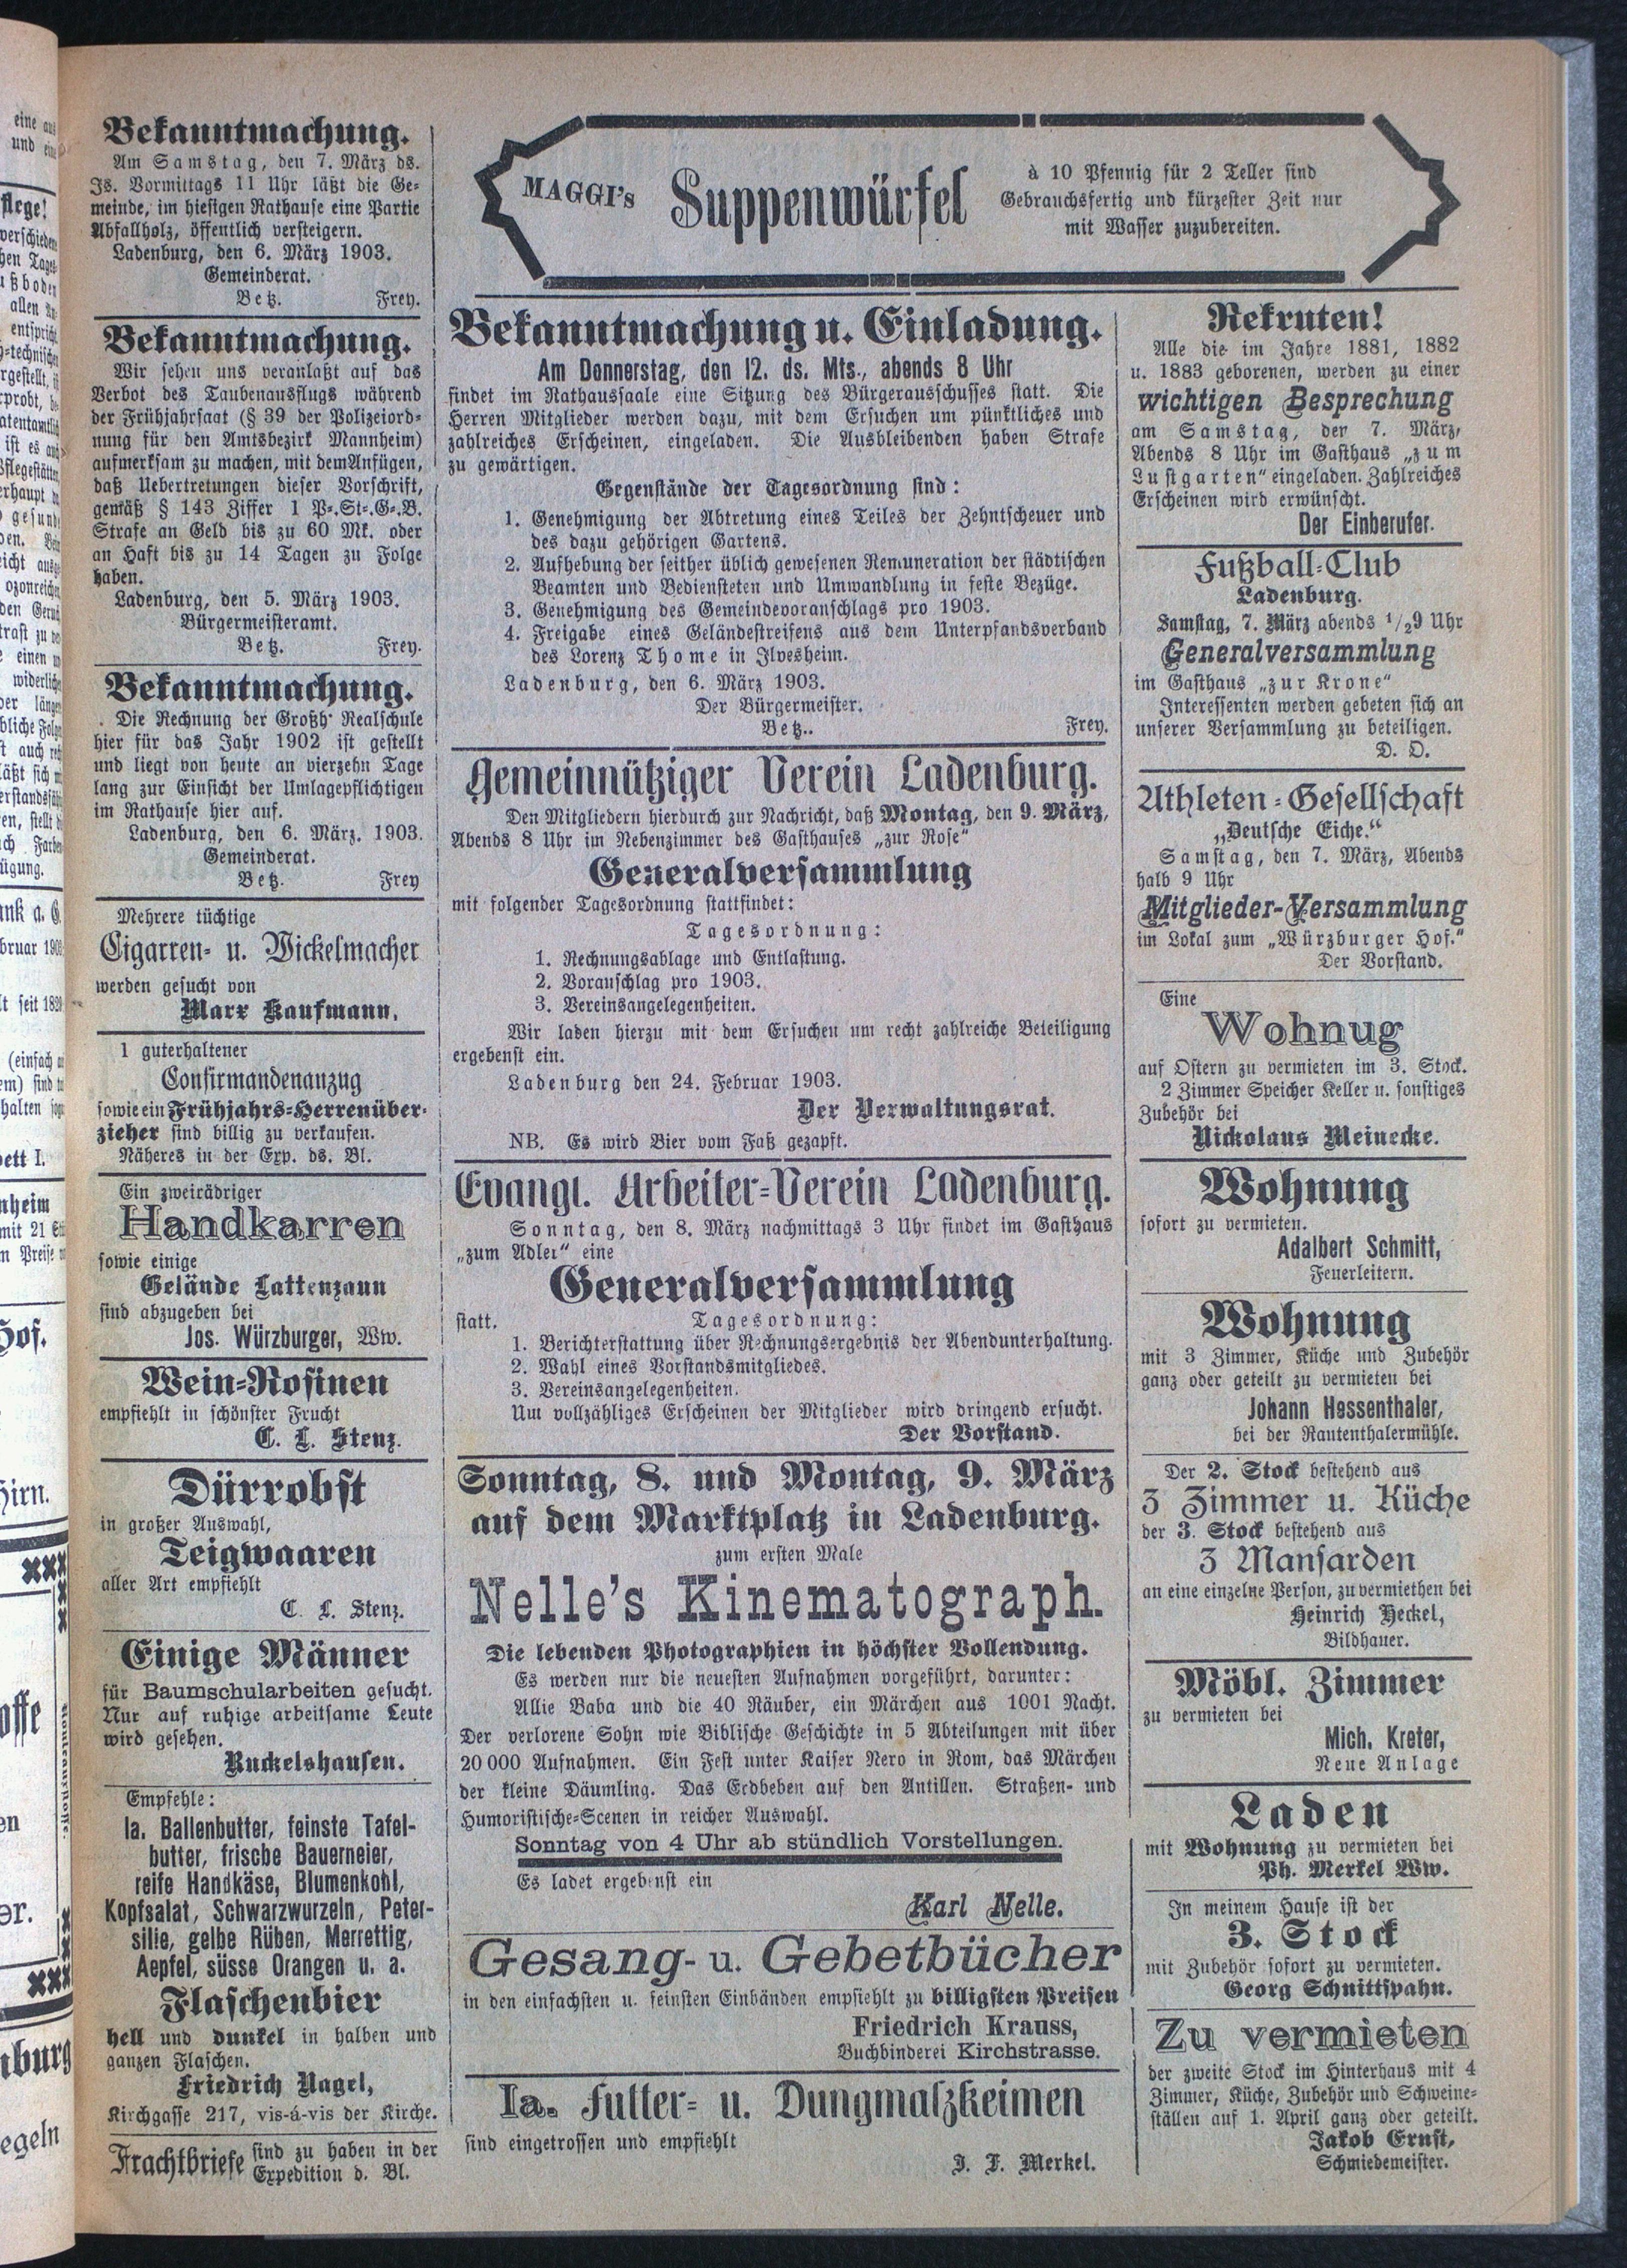 Bekanntmachung.
Am Samstag, den 7. März ds.
Js. Vormittags 11 Uhr läßt die Ge-
meinde, im hiesigen Rathause eine Partie
Abfallholz, öffentlich versteigern.
Ladenburg, den 6. März 1903.
Gemeinderat.
Betz. Frey.
Bekanntmachung.
Wir sehen uns veranlaßt auf das
Verbot des Taubenausflugs während
der Frühjahrsaat (§ 39 der Polizeiord-
nung für den Amtsbezirk Mannheim)
aufmerksam zu machen, mit dem Anfügen,
daß Uebertretungen dieser Vorschrift,
gemäß § 143 Ziffer 1 P.-St.-G.-B.
Strafe an Geld bis zu 60 Mk. oder
an Haft bis zu 14 Tagen zu Folge
haben.
Ladenburg, den 5. März 1903.
Bürgermeisteramt.
Betz. Frey.
Bekanntmachung.
Die Rechnung der Großh. Realschule
hier für das Jahr 1902 ist gestellt
und liegt von heute an vierzehn Tage
lang zur Einsicht der Umlagepflichtigen
im Rathause hier auf.
Ladenburg, den 6. März. 1903.
Gemeinderat.
Betz. Frey
Mehrere tüchtige
Cigarren- u. Wickelmacher
werden gesucht von
Marx Kaufmann.
1 guterhaltener
Confirmandenanzug
sowie ein Frühjahrs-Herrenüber-
zieher sind billig zu verkaufen.
Näheres in der Exp. ds. Bl.
Ein zweirädriger
Handkarren
sowie einige
Gelände Lattenzaun
sind abzugeben bei
Jos. Würzburger, Ww.
Wein-Rosinen
empfiehlt in schönster Frucht
C. L. Stenz.
Dürrobst
in großer Auswahl,
Teigwaaren
aller Art empfiehlt
C. L. Stenz.
Einige Männer
für Baumschularbeiten gesucht.
Nur auf ruhige arbeitsame Leute
wird gesehen.
Ruckelshausen.
Empfehle:
Ia. Ballenbutter, feinste Tafel-
butter, frische Bauerneier,
reife Handkäse, Blumenkohl,
Kopfsalat, Schwarzwurzeln, Peter-
silie, gelbe Rüben, Merrettig,
Aepfel, süsse Orangen u. a.
Flaschenbier
hell und dunkel in halben und
ganzen Flaschen.
Friedrich Nagel,
Kirchgasse 217, vis-á-vis der Kirche.
Frachtbriefe sind zu haben in der
Expedition d. Bl.
MAGGI's Suppenwürfel
à 10 Pfennig für 2 Teller sind
Gebrauchsfertig und kürzester Zeit nur
mit Wasser zuzubereiten.
Bekanntmachung u. Einladung.
Am Donnerstag, den 12. ds. Mts., abends 8 Uhr
findet im Rathaussaale eine Sitzung des Bürgerausschusses statt. Die
Herren Mitglieder werden dazu, mit dem Ersuchen um pünktliches und
zahlreiches Erscheinen, eingeladen. Die Ausbleibenden haben Strafe
zu gewärtigen.
Gegenstände der Tagesordnung sind:
1. Genehmigung der Abtretung eines Teiles der Zehntscheuer und
des dazu gehörigen Gartens.
2. Aufhebung der seither üblich gewesenen Remuneration der städtischen
Beamten und Bediensteten und Umwandlung in feste Bezüge.
3. Genehmigung des Gemeindevoranschlags pro 1903.
4. Freigabe eines Geländestreifens aus dem Unterpfandsverband
des Lorenz Thome in Ilvesheim.
Ladenburg, den 6. März 1903.
Der Bürgermeister.
Betz.. Frey.
Gemeinnütziger Verein Ladenburg.
Den Mitgliedern hierdurch zur Nachricht, daß Montag, den 9. März,
Abends 8 Uhr im Nebenzimmer des Gasthauses „zur Rose"
Generalversammlung
mit folgender Tagesordnung stattfindet:
Tagesordnung:
1. Rechnungsablage und Entlastung.
2. Voranschlag pro 1903.
3. Vereinsangelegenheiten.
Wir laden hierzu mit dem Ersuchen um recht zahlreiche Beteiligung
ergebenst ein.
Ladenburg den 24. Februar 1903.
Der Verwaltungsrat.
NB. Es wird Bier vom Faß gezapft.
Evangl. Arbeiter-Verein Ladenburg.
Sonntag, den 8. März nachmittags 3 Uhr findet im Gasthaus
„zum Adler" eine
Generalversammlung
statt. Tagesordnung:
1. Berichterstattung über Rechnungsergebnis der Abendunterhaltung.
2. Wahl eines Vorstandsmitgliedes.
3. Vereinsangelegenheiten.
Um vollzähliges Erscheinen der Mitglieder wird dringend ersucht.
Der Vorstand.
Sonntag, 8. und Montag, 9. März
auf dem Marktplatz in Ladenburg.
zum ersten Male
Nelle's Kinematograph.
Die lebenden Photographien in höchster Vollendung.
Es werden nur die neuesten Aufnahmen vorgeführt, darunter:
Allie Baba und die 40 Räuber, ein Märchen aus 1001 Nacht.
Der verlorene Sohn wie Biblische Geschichte in 5 Abteilungen mit über
20 000 Aufnahmen. Ein Fest unter Kaiser Nero in Rom, das Märchen
der kleine Däumling. Das Erdbeben auf den Antillen. Straßen- und
Humoristische-Scenen in reicher Auswahl.
Sonntag von 4 Uhr ab stündlich Vorstellungen.
Es ladet ergebenst ein
Karl Nelle.
Gesang- u. Gebetbücher
in den einfachsten u. feinsten Einbänden empfiehlt zu billigsten Preisen
Friedrich Krauss,
Buchbinderei Kirchstrasse.
Ia. Futter- u. Dungmalzkeimen
sind eingetroffen und empfiehlt
J. F. Merkel.
Rekruten!
Alle die im Jahre 1881, 1882
u. 1883 geborenen, werden zu einer
wichtigen Besprechung
am Samstag, den 7. März,
Abends 8 Uhr im Gasthaus „zum
Lustgarten" eingeladen. Zahlreiches
Erscheinen wird erwünscht.
Der Einberufer.
Fußball-Club
Ladenburg.
Samstag, 7. März abends 1/29 Uhr
Generalversammlung
im Gasthaus „zur Krone"
Interessenten werden gebeten sich an
unserer Versammlung zu beteiligen.
D. O.
Athleten-Gesellschaft
„Deutsche Eiche."
Samstag, den 7. März, Abends
halb 9 Uhr
Mitglieder-Versammlung
im Lokal zum „Würzburger Hof."
Der Vorstand.
Eine
Wohnug
auf Ostern zu vermieten im 3. Stock.
2 Zimmer Speicher Keller u. sonstiges
Zubehör bei
Nickolaus Meinecke.
Wohnung
sofort zu vermieten.
Adalbert Schmitt,
Feuerleitern.
Wohnung
mit 3 Zimmer, Küche und Zubehör
ganz oder geteilt zu vermieten bei
Johann Hessenthaler,
bei der Rautenthalermühle.
Der 2. Stock bestehend aus
3 Zimmer u. Küche
der 3. Stock bestehend aus
3 Mansarden
an eine einzelne Person, zu vermiethen bei
Heinrich Heckel,
Bildhauer.
Möbl. Zimmer
zu vermieten bei
Mich. Kreter,
Neue Anlage
Laden
mit Wohnung zu vermieten bei
Ph. Merkel Ww.
In meinem Hause ist der
3. Stock
mit Zubehör sofort zu vermieten.
Georg Schnittspahn.
Zu vermieten
der zweite Stock im Hinterhaus mit 4
Zimmer, Küche, Zubehör und Schweine-
ställen auf 1. April ganz oder geteilt.
Jakob Ernst,
Schmiedemeister.